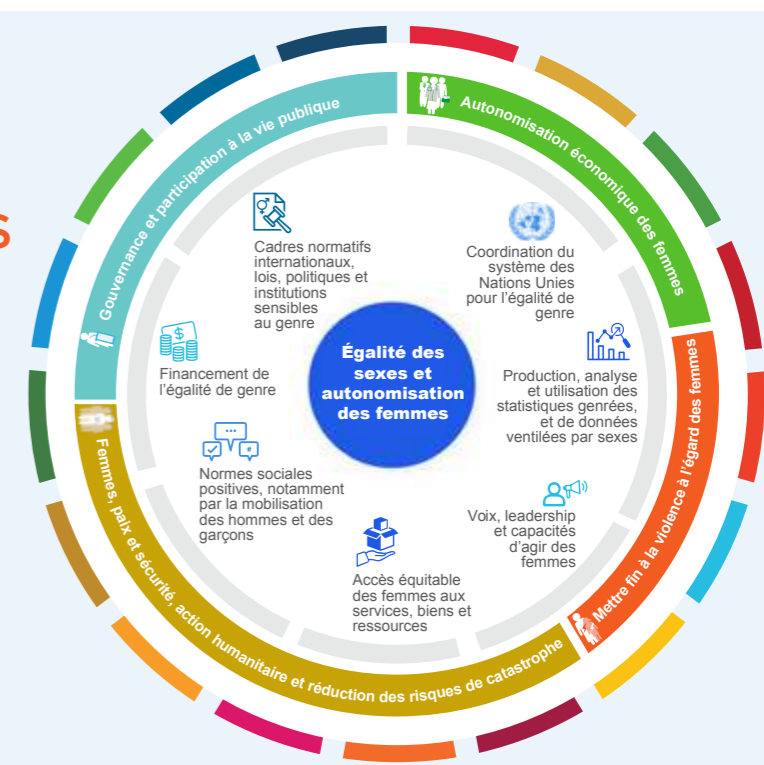 S
Gouvernance et participation à la vie publique
Autonomisation économique des femmes
Mettre fin à la violence à l'égard des femmes
Femmes, paix et sécurité, action humanitaire et réduction des risques de catastrophe
Cadres normatifs
internationaux,
lois, politiques et
institutions
sensibles
au genre
Coordination du
système des
Nations Unies
pour l'égalité de
genre
$
Financement de
l'égalité de genre
Égalité des
sexes et
autonomisation
des femmes
Production, analyse
et utilisation des
statistiques genrées,
et de données
ventilées par sexes
Normes sociales
positives, notamment
par la mobilisation
des hommes et des
garçons
Voix, leadership
et capacités
d'agir des
femmes
Accès équitable
des femmes aux
services, biens et
ressources